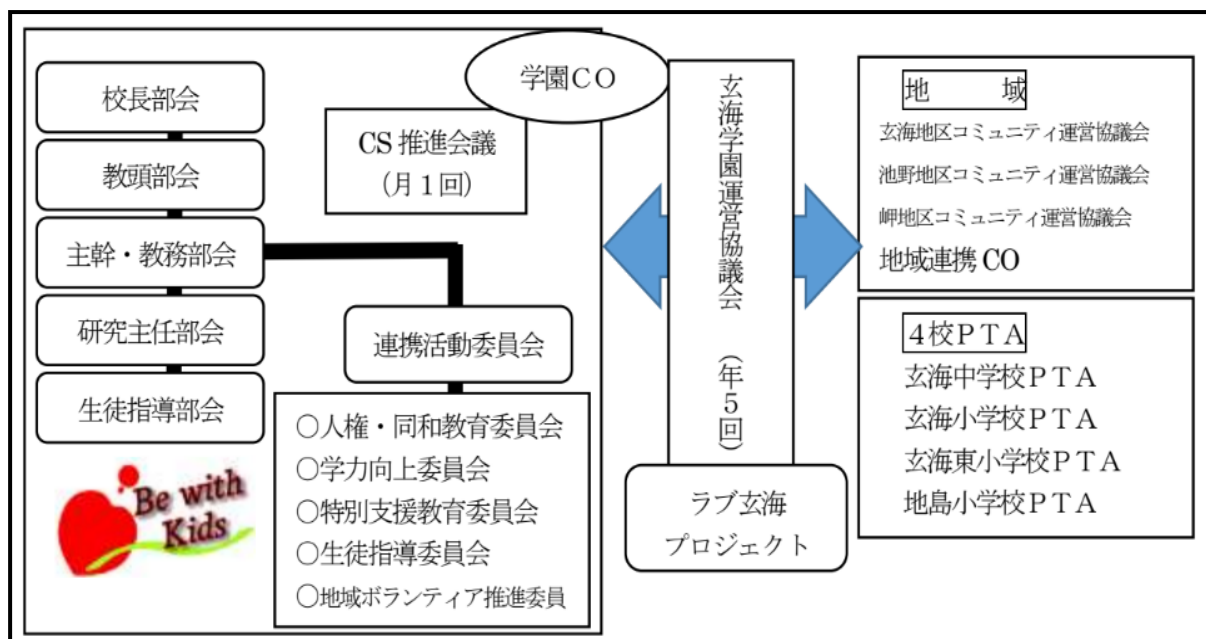 校長部会
教頭部会
主幹・教務部会
研究主任部会
生徒指導部会
Be with
Kids
学園ＣＯ
CS 推進会議
（月１回）
連携活動委員会
○人権・同和教育委員会
○学力向上委員会
○特別支援教育委員会
○生徒指導委員会
○地域ボランティア推進委員
玄海学園運営協議会　（年５回）
ラブ玄海
プロジェクト
地　　域
玄海地区コミュニティ運営協議会
池野地区コミュニティ運営協議会
岬地区コミュニティ運営協議会
地域連携 CO
４校ＰＴＡ
玄海中学校ＰＴＡ
玄海小学校ＰＴＡ
玄海東小学校ＰＴＡ
地島小学校ＰＴＡ